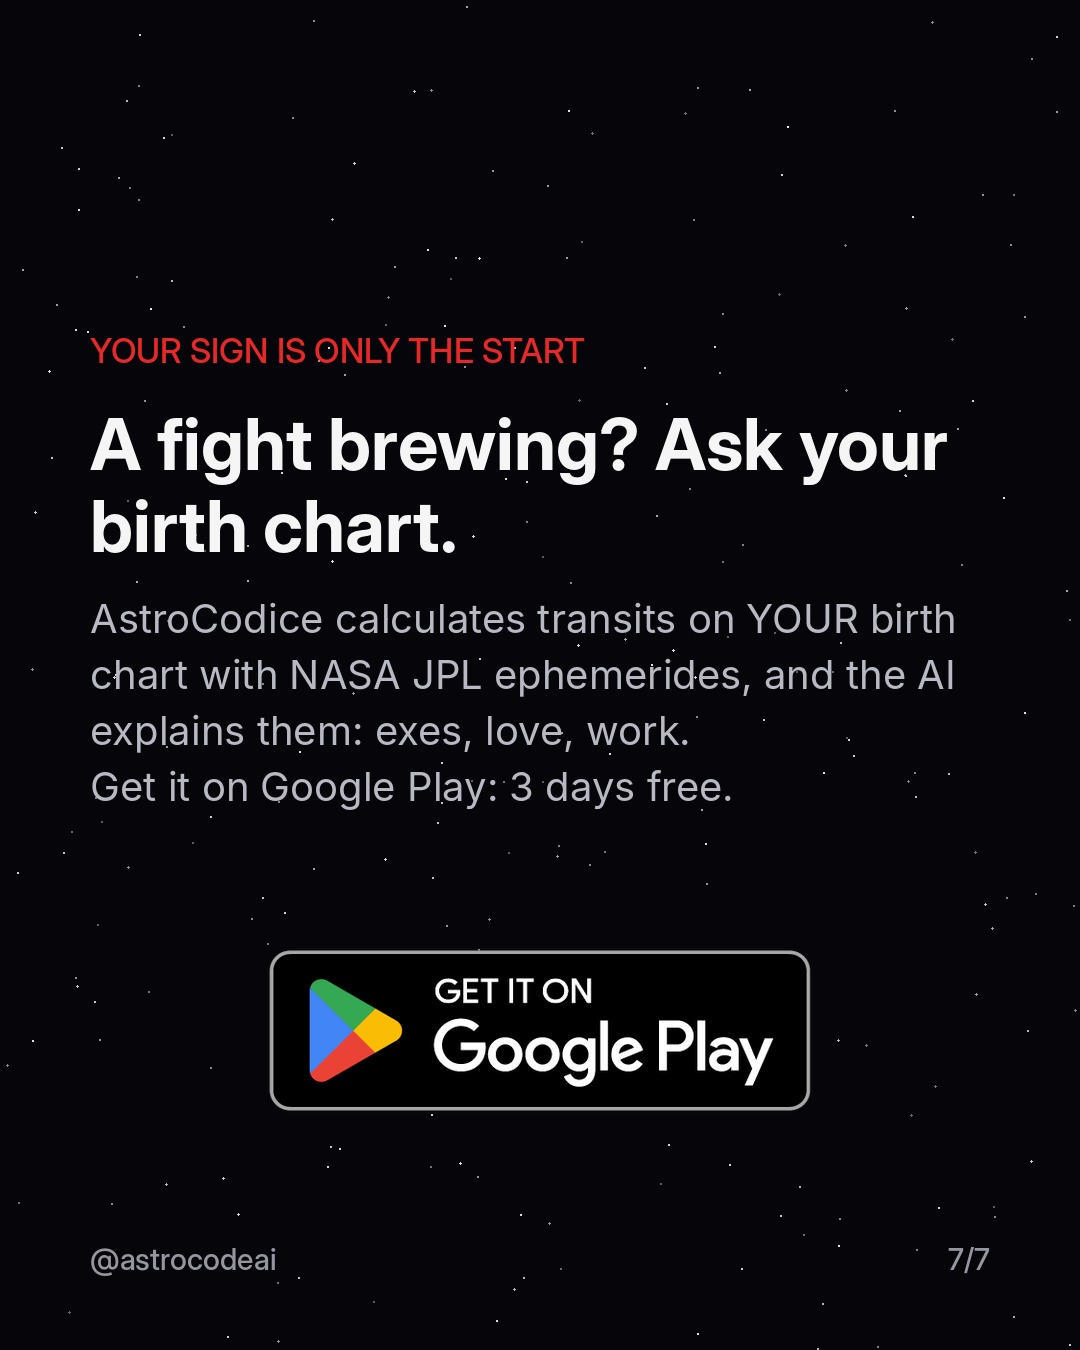 YOUR SIGN IS ONLY THE START
A fight brewing? Ask your
birth chart.
AstroCodice calculates transits on YOUR birth
chart with NASA JPL ephemerides, and the AI
explains them: exes, love, work.
Get it on Google Play: 3 days free.
GET IT ON
Google Play
@astrocodeai
7/7